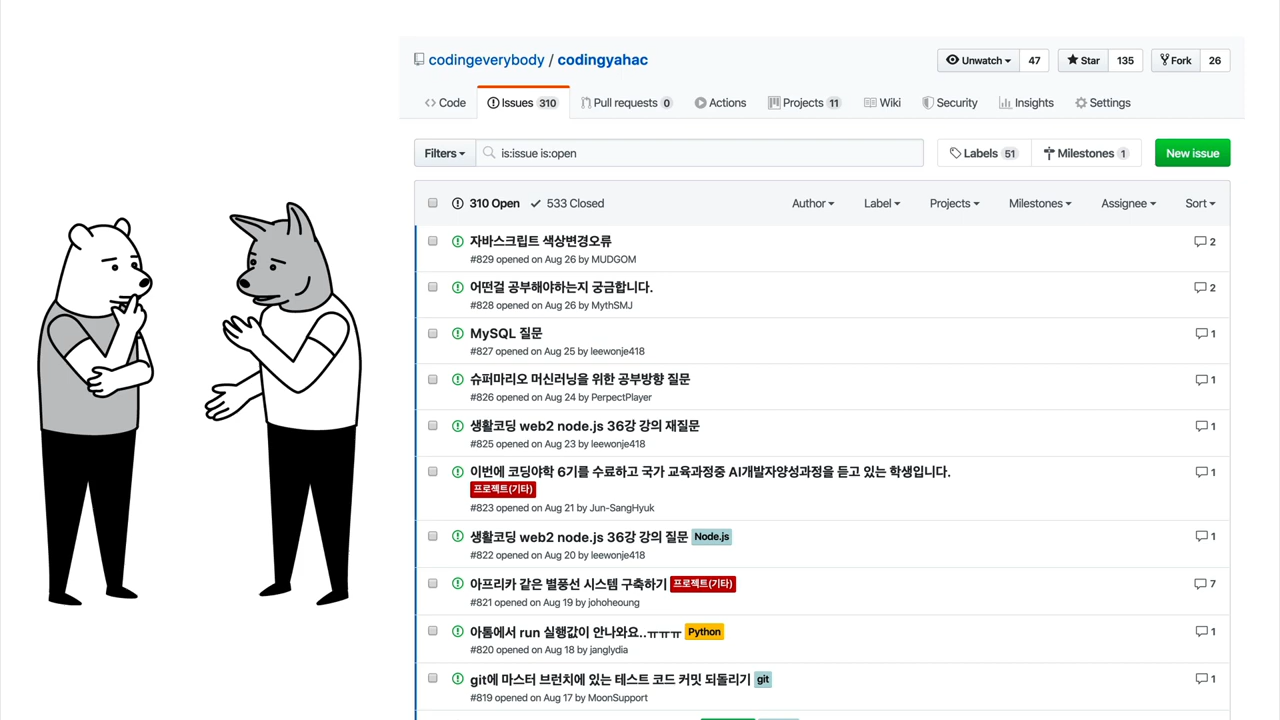 codingeverybody / codingyahac
Unwatch 47 Star 135 Fork 26
Code Issues 310 Pull requests 0 Actions Projects 11 Wiki Security Insights Settings
Filters is:issue is:open Labels 51 Milestones 1 New issue
310 Open 533 Closed Author Label Projects Milestones Assignee Sort
자바스크립트 색상변경오류 2
#829 opened on Aug 26 by MUDGOM
어떤걸 공부해야하는지 궁금합니다. 2
#828 opened on Aug 26 by MythSMJ
MySQL 질문 1
#827 opened on Aug 25 by leewonje418
슈퍼마리오 머신러닝을 위한 공부방향 질문 1
#826 opened on Aug 24 by PerpectPlayer
생활코딩 web2 node.js 36강 강의 재질문 1
#825 opened on Aug 23 by leewonje418
이번에 코딩야학 6기를 수료하고 국가 교육과정중 AI개발자양성과정을 듣고 있는 학생입니다. 1
프로젝트(기타)
#823 opened on Aug 21 by Jun-SangHyuk
생활코딩 web2 node.js 36강 강의 질문 Node.js 1
#822 opened on Aug 20 by leewonje418
아프리카 같은 별풍선 시스템 구축하기 프로젝트(기타) 7
#821 opened on Aug 19 by johoheoung
아톰에서 run 실행값이 안나와요..ㅠㅠㅠ Python 1
#820 opened on Aug 18 by janglydia
git에 마스터 브런치에 있는 테스트 코드 커밋 되돌리기 git 1
#819 opened on Aug 17 by MoonSupport